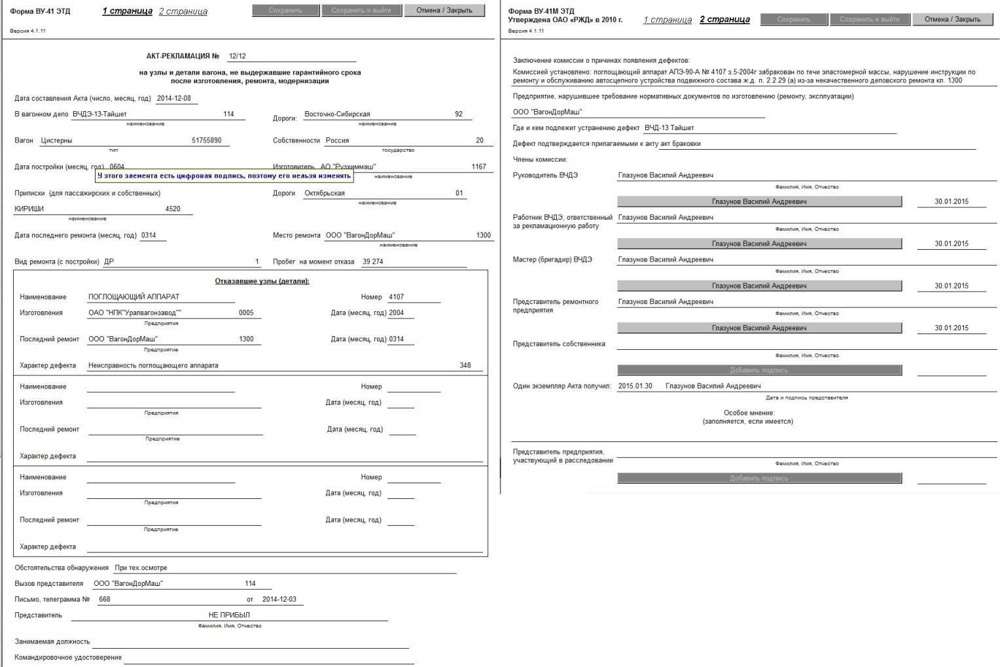 Форма ВУ-41 ЭТД
1 страница 2 страница
Сохранить
Сохранить и выйти
Отмена / Закрыть
Версия 4.1.11
АКТ-РЕКЛАМАЦИЯ № 12/12
на узлы и детали вагона, не выдержавшие гарантийного срока
после изготовления, ремонта, модернизации
Дата составления Акта (число, месяц, год) 2014-12-08
В вагонном депо ВЧДЭ-13-Тайшет 114 Дороги: Восточно-Сибирская 92
наименование наименование
Вагон Цистерны 51755890 Собственности Россия 20
тип государство
Дата постройки (месяц, год) 0604 Изготовитель АО "Рузхиммаш" 1167
У этого элемента есть цифровая подпись, поэтому его нельзя изменять
наименование
Приписки (для пассажирских и собственных) Дороги Октябрьская 01
наименование
КИРИШИ 4520
наименование
Дата последнего ремонта (месяц, год) 0314 Место ремонта ООО "ВагонДорМаш" 1300
наименование
Вид ремонта (с постройки) ДР 1 Пробег на момент отказа 39 274
Отказавшие узлы (детали):
Наименование ПОГЛОЩАЮЩИЙ АППАРАТ Номер 4107
Изготовления ОАО "НПК"Уралвагонзавод"" 0005 Дата (месяц, год) 2004
Предприятия
Последний ремонт ООО "ВагонДорМаш" 1300 Дата (месяц, год) 0314
Предприятие
Характер дефекта Неисправность поглощающего аппарата 348
Наименование Номер
Изготовления Дата (месяц, год)
Предприятия
Последний ремонт Дата (месяц, год)
Предприятие
Характер дефекта
Наименование Номер
Изготовления Дата (месяц, год)
Предприятия
Последний ремонт Дата (месяц, год)
Предприятие
Характер дефекта
Обстоятельства обнаружения При тех.осмотре
Вызов представителя ООО "ВагонДорМаш" 114
Письмо, телеграмма № 668 от 2014-12-03
Представитель НЕ ПРИБЫЛ
Фамилия, Имя, Отчество
Занимаемая должность
Командировочное удостоверение
Форма ВУ-41М ЭТД
Утверждена ОАО «РЖД» в 2010 г.
1 страница 2 страница
Сохранить
Сохранить и выйти
Отмена / Закрыть
Версия 4.1.11
Заключение комиссии о причинах появления дефектов:
Комиссией установлено: поглощающий аппарат АПЭ-90-А № 4107 з.5-2004г забракован по течи эластомерной массы, нарушение инструкции по
ремонту и обслуживанию автосцепного устройства подвижного состава ж.д. п. 2.2.29 (а) из-за некачественного деповского ремонта кл. 1300
Предприятие, нарушившее требование нормативных документов по изготовлению (ремонту, эксплуатации)
ООО "ВагонДорМаш"
Где и кем подлежит устранению дефект ВЧД-13 Тайшет
Дефект подтверждается прилагаемыми к акту акт браковки
Члены комиссии:
Руководитель ВЧДЭ Глазунов Василий Андреевич
Фамилия, Имя, Отчество
Глазунов Василий Андреевич 30.01.2015
Работник ВЧДЭ, ответственный Глазунов Василий Андреевич
за рекламационную работу
Фамилия, Имя, Отчество
Глазунов Василий Андреевич 30.01.2015
Мастер (бригадир) ВЧДЭ Глазунов Василий Андреевич
Фамилия, Имя, Отчество
Глазунов Василий Андреевич 30.01.2015
Представитель ремонтного Глазунов Василий Андреевич
предприятия
Фамилия, Имя, Отчество
Глазунов Василий Андреевич 30.01.2015
Представитель собственника
Фамилия, Имя, Отчество
Добавить подпись
Один экземпляр Акта получил: 2015.01.30 Глазунов Василий Андреевич
Дата и подпись представителя
Особое мнение:
(заполняется, если имеется)
Представитель предприятия,
участвующий в расследовании
Фамилия, Имя, Отчество
Добавить подпись